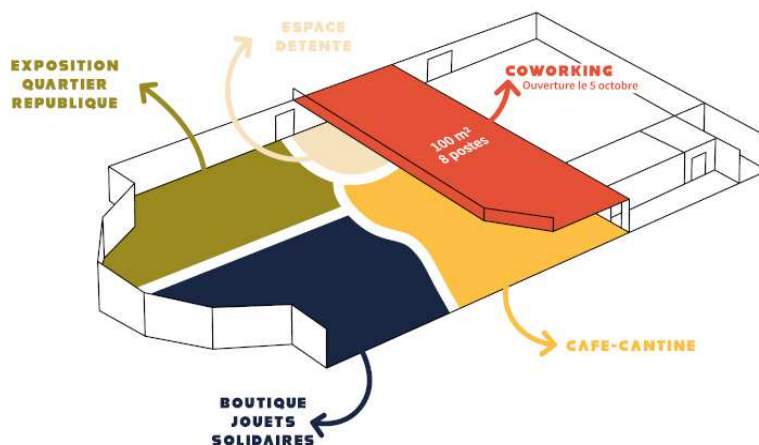 ESPACE
DETENTE
EXPOSITION
QUARTIER
REPUBLIQUE
COWORKING
Ouverture le 5 octobre
100 m²
8 postes
CAFE-CANTINE
BOUTIQUE
JOUETS
SOLIDAIRES